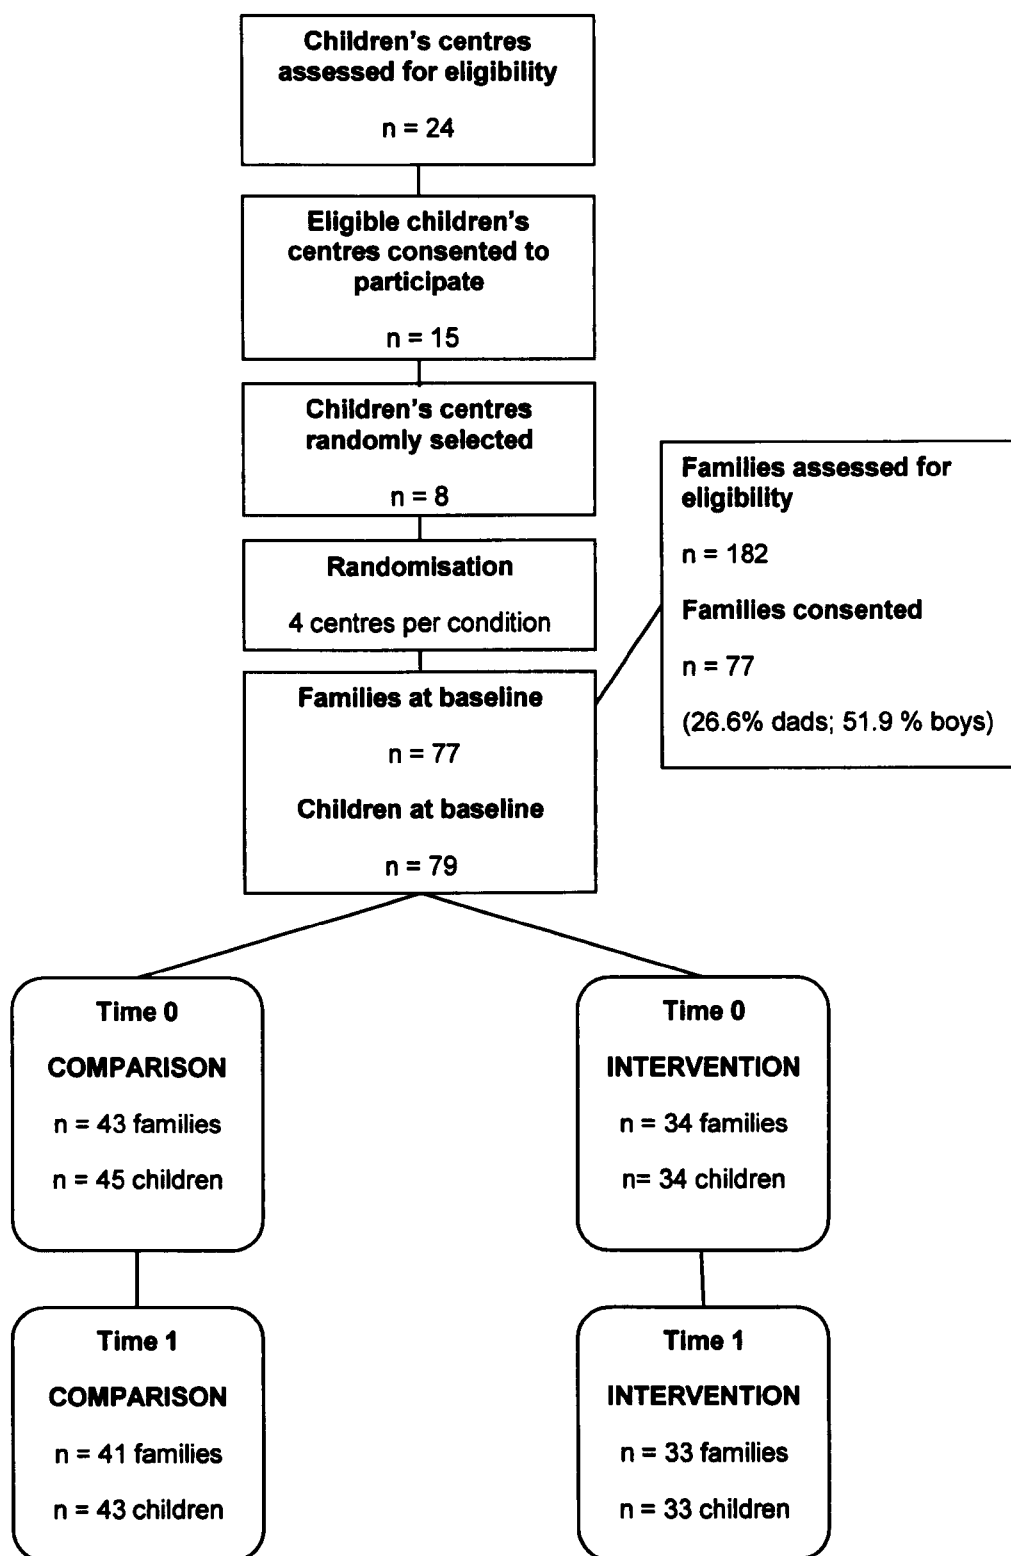 Children's centres
assessed for eligibility
n = 24
Eligible children's
centres consented to
participate
n = 15
Children's centres
randomly selected
n = 8
Families assessed for
eligibility
n = 182
Families consented
n = 77
(26.6% dads; 51.9 % boys)
Randomisation
4 centres per condition
Families at baseline
n = 77
Children at baseline
n = 79
Time 0
COMPARISON
n = 43 families
n = 45 children
Time 0
INTERVENTION
n = 34 families
n= 34 children
Time 1
COMPARISON
n = 41 families
n = 43 children
Time 1
INTERVENTION
n = 33 families
n = 33 children